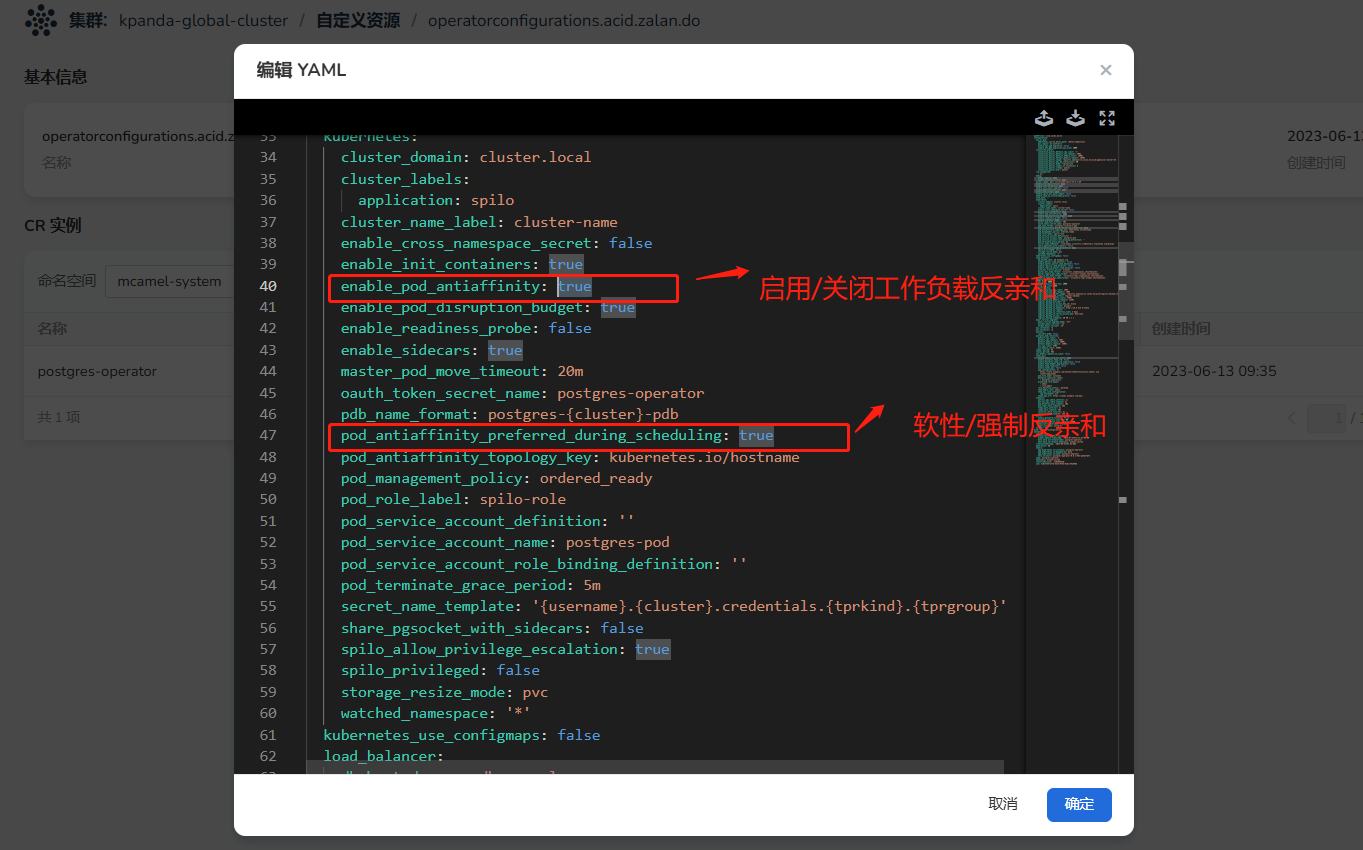 集群: kpanda-global-cluster / 自定义资源 / operatorconfigurations.acid.zalan.do
基本信息
operatorconfigurations.acid.z
名称
2023-06-1
创建时间
CR 实例
命名空间 mcamel-system
名称
创建时间
postgres-operator
2023-06-13 09:35
共 1 项
1 /
编辑 YAML
33 kubernetes:
34 cluster_domain: cluster.local
35 cluster_labels:
36 application: spilo
37 cluster_name_label: cluster-name
38 enable_cross_namespace_secret: false
39 enable_init_containers: true
40 enable_pod_antiaffinity: true
启用/关闭工作负载反亲和
41 enable_pod_disruption_budget: true
42 enable_readiness_probe: false
43 enable_sidecars: true
44 master_pod_move_timeout: 20m
45 oauth_token_secret_name: postgres-operator
46 pdb_name_format: postgres-{cluster}-pdb
软性/强制反亲和
47 pod_antiaffinity_preferred_during_scheduling: true
48 pod_antiaffinity_topology_key: kubernetes.io/hostname
49 pod_management_policy: ordered_ready
50 pod_role_label: spilo-role
51 pod_service_account_definition: ''
52 pod_service_account_name: postgres-pod
53 pod_service_account_role_binding_definition: ''
54 pod_terminate_grace_period: 5m
55 secret_name_template: '{username}.{cluster}.credentials.{tprkind}.{tprgroup}'
56 share_pgsocket_with_sidecars: false
57 spilo_allow_privilege_escalation: true
58 spilo_privileged: false
59 storage_resize_mode: pvc
60 watched_namespace: '*'
61 kubernetes_use_configmaps: false
62 load_balancer:
取消
确定